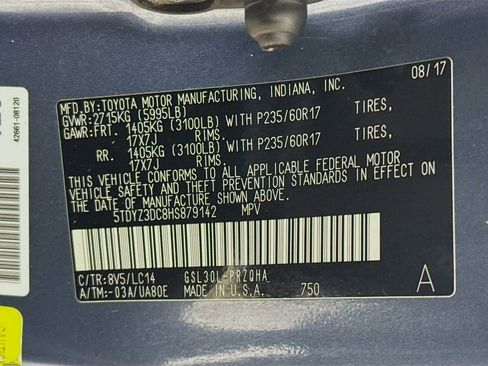 MFD.BY: TOYOTA MOTOR MANUFACTURING, INDIANA, INC. 08/17
GVWR: 2715KG (5995LB)
GAWR: FRT. 1405KG (3100LB) WITH P235/60R17 TIRES,
17X7J RIMS.
RR. 1405KG (3100LB) WITH P235/60R17 TIRES,
17X7J RIMS.
THIS VEHICLE CONFORMS TO ALL APPLICABLE FEDERAL MOTOR
VEHICLE SAFETY AND THEFT PREVENTION STANDARDS IN EFFECT ON
THE DATE OF MANUFACTURE SHOWN ABOVE.
5TDYZ3DC8HS879142 MPV
C/TR: 8V5/LC14 GSL30L-PRZQHA
A/TM: -03A/UA80E MADE IN U.S.A. 750 A
42661-08120